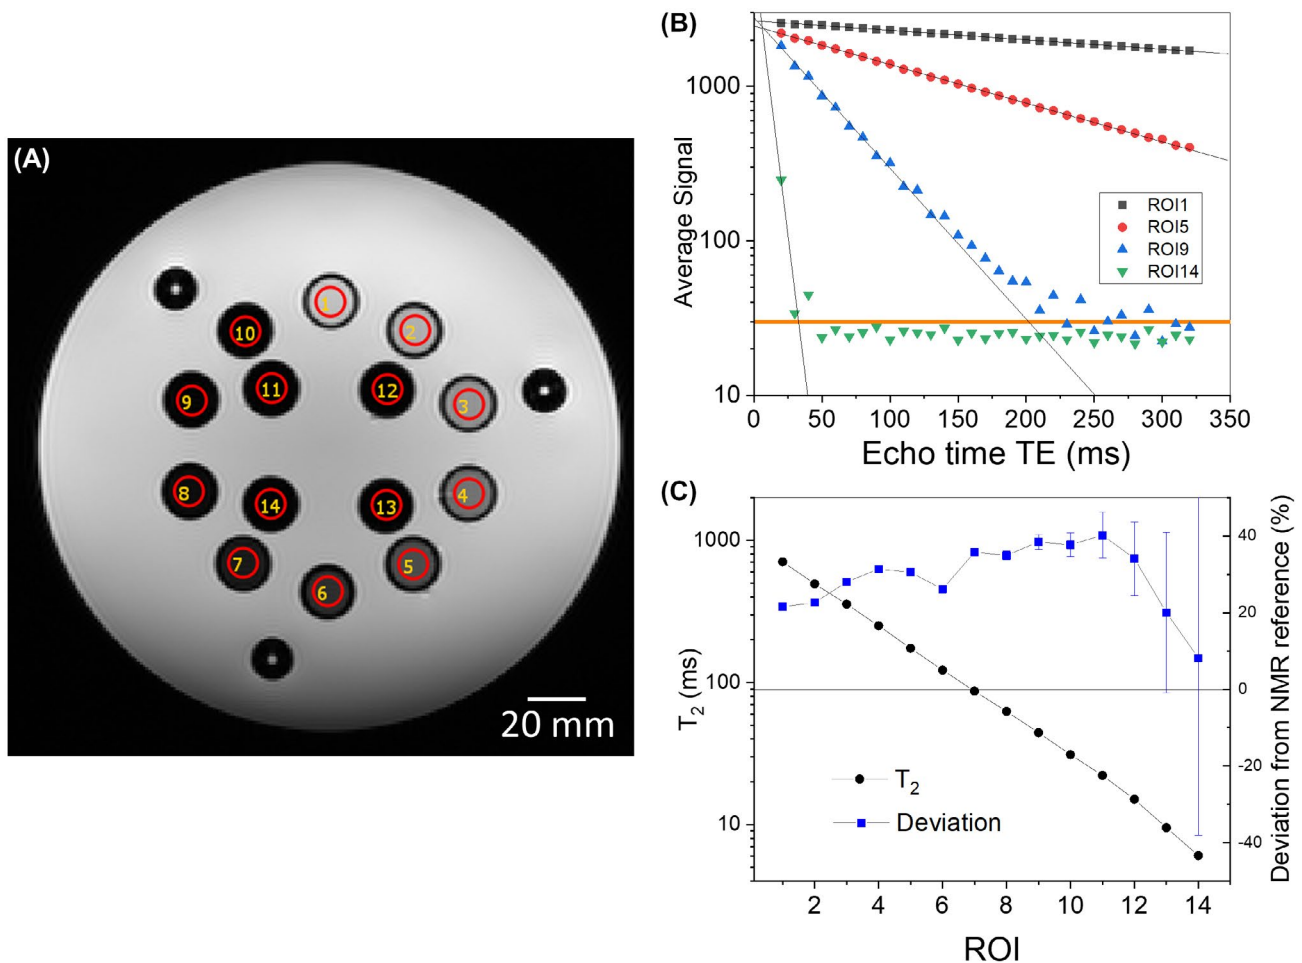 (A)
1
2
10
11
12
9
3
8
4
14
13
7
5
6
20 mm
(B)
1000
100
10
Average Signal
ROI1
ROI5
ROI9
ROI14
0 50 100 150 200 250 300 350
Echo time TE (ms)
(C)
1000
100
10
T2 (ms)
40
20
0
-20
-40
Deviation from NMR reference (%)
T2
Deviation
2 4 6 8 10 12 14
ROI